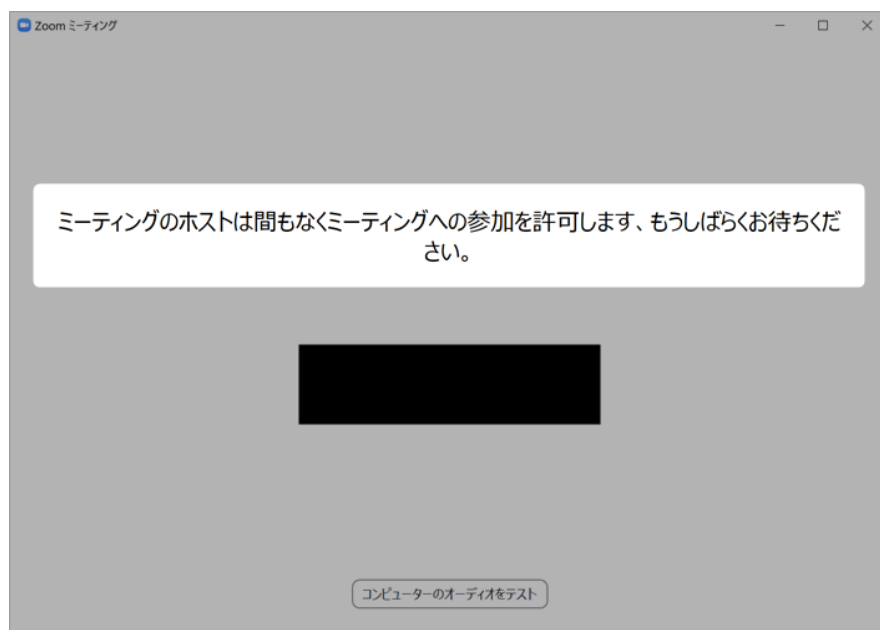 Zoom ミーティング
ミーティングのホストは間もなくミーティングへの参加を許可します、もうしばらくお待ちくだ
さい。
コンピューターのオーディオをテスト